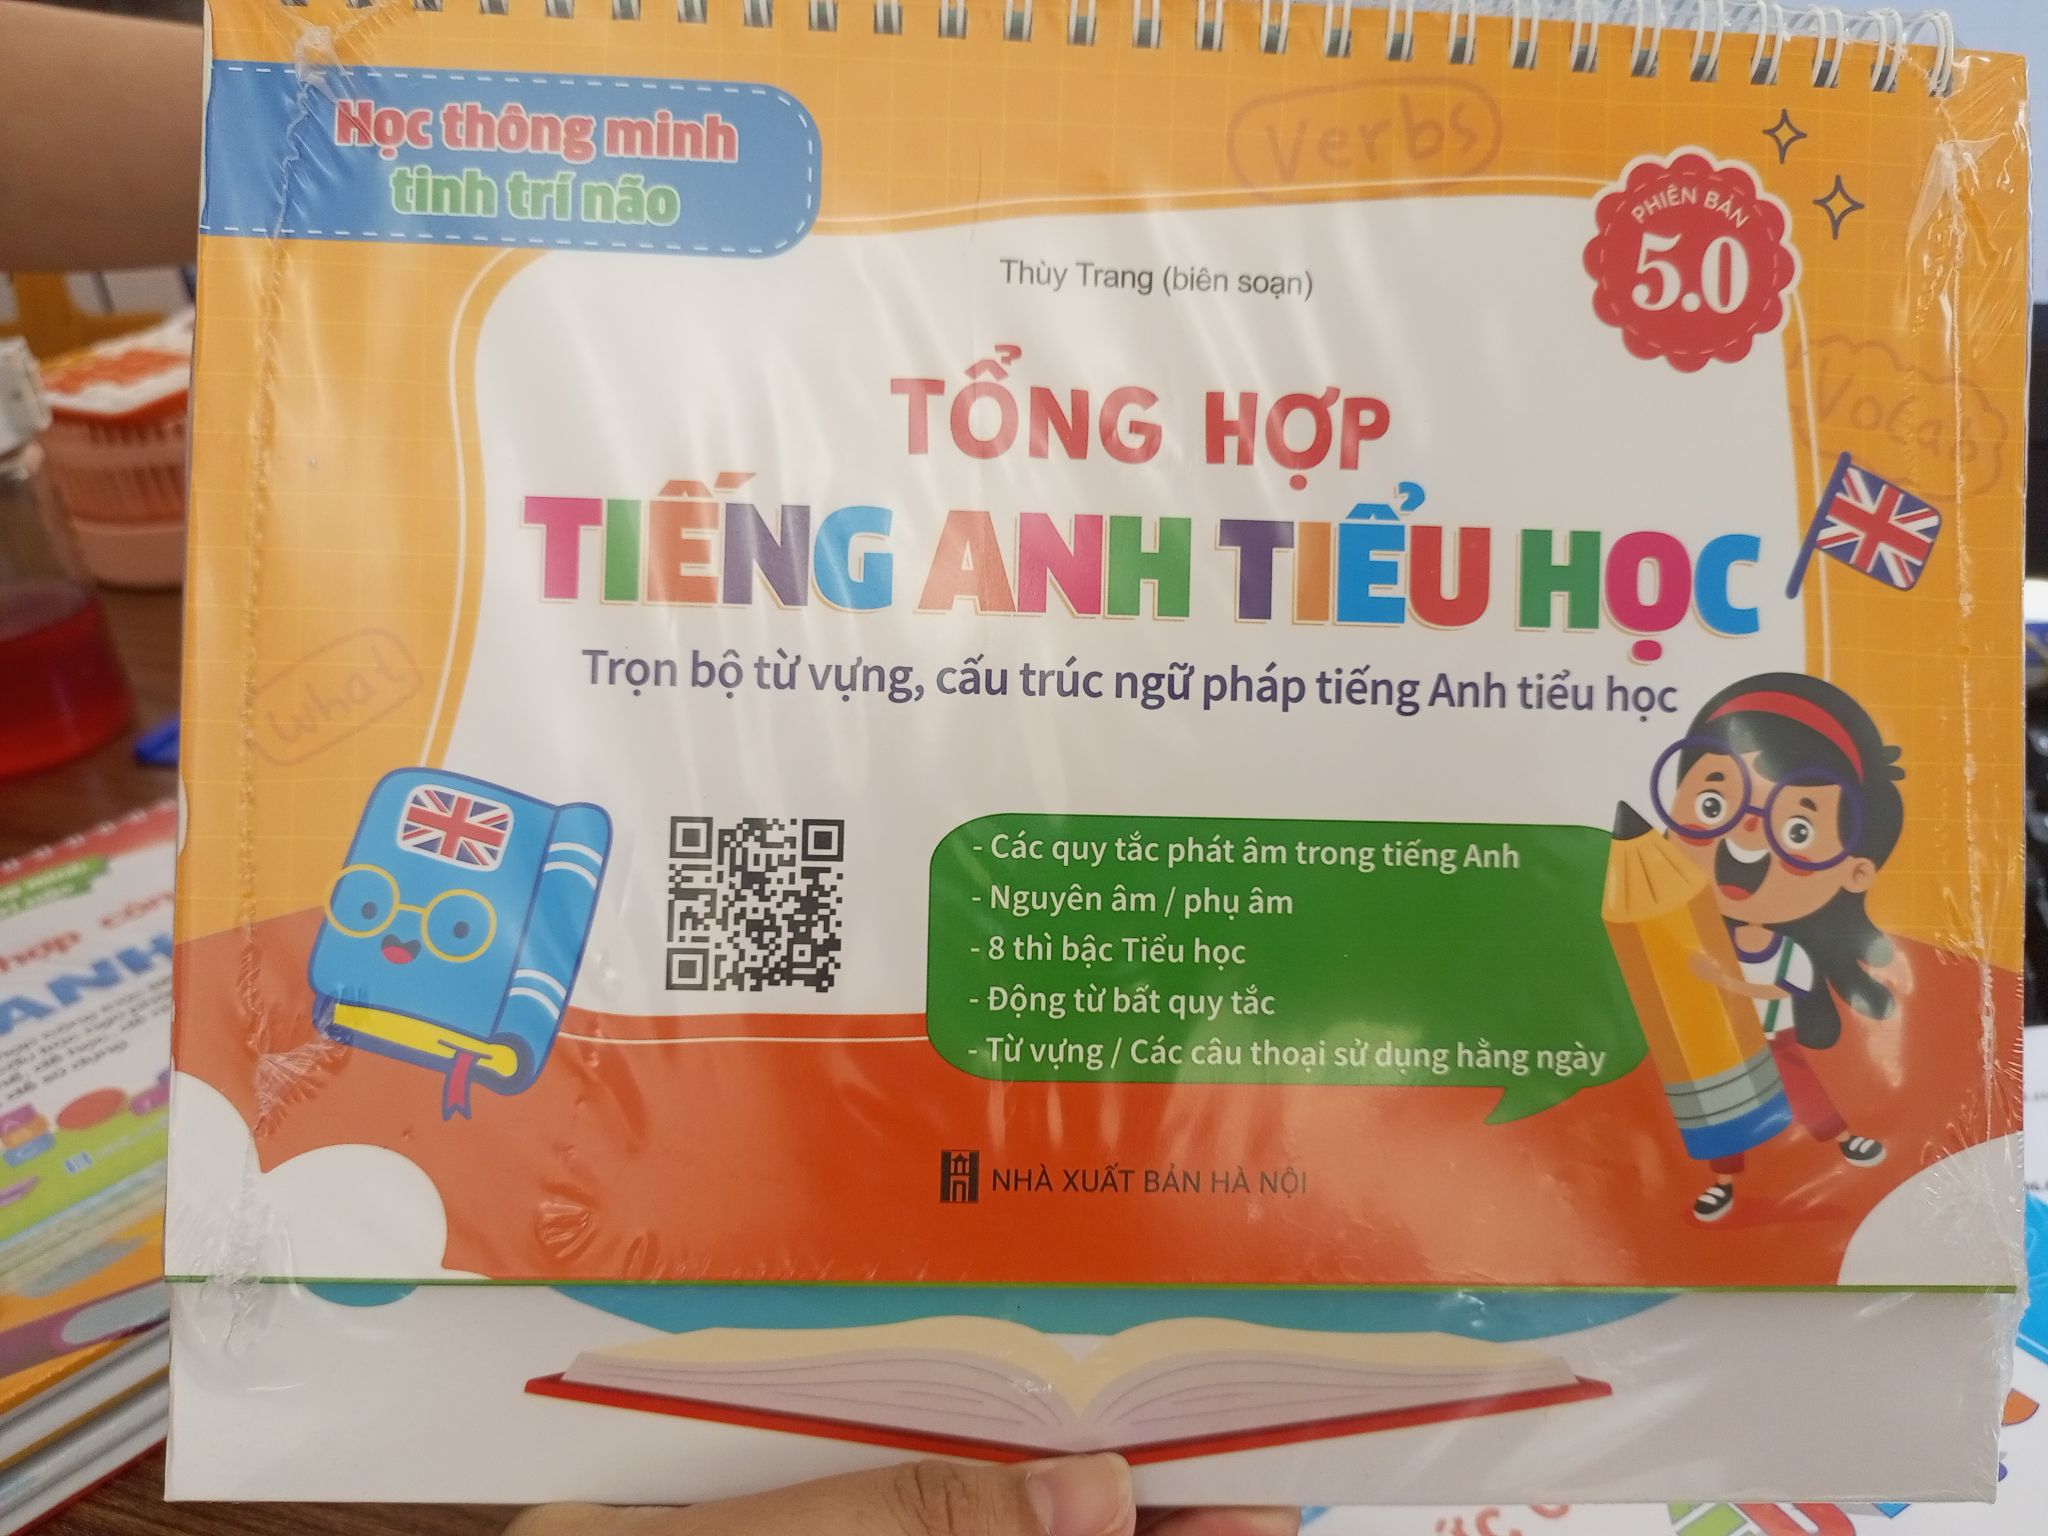 Học thông minh
tinh trí não
Verbs
PHIÊN BẢN
5.0
Thùy Trang (biên soạn)
TỔNG HỢP
Vocab
TIẾNG ANH TIỂU HỌC
Trọn bộ từ vựng, cấu trúc ngữ pháp tiếng Anh tiểu học
What
- Các quy tắc phát âm trong tiếng Anh
- Nguyên âm / phụ âm
- 8 thì bậc Tiểu học
- Động từ bất quy tắc
- Từ vựng / Các câu thoại sử dụng hằng ngày
NHÀ XUẤT BẢN HÀ NỘI
ANH